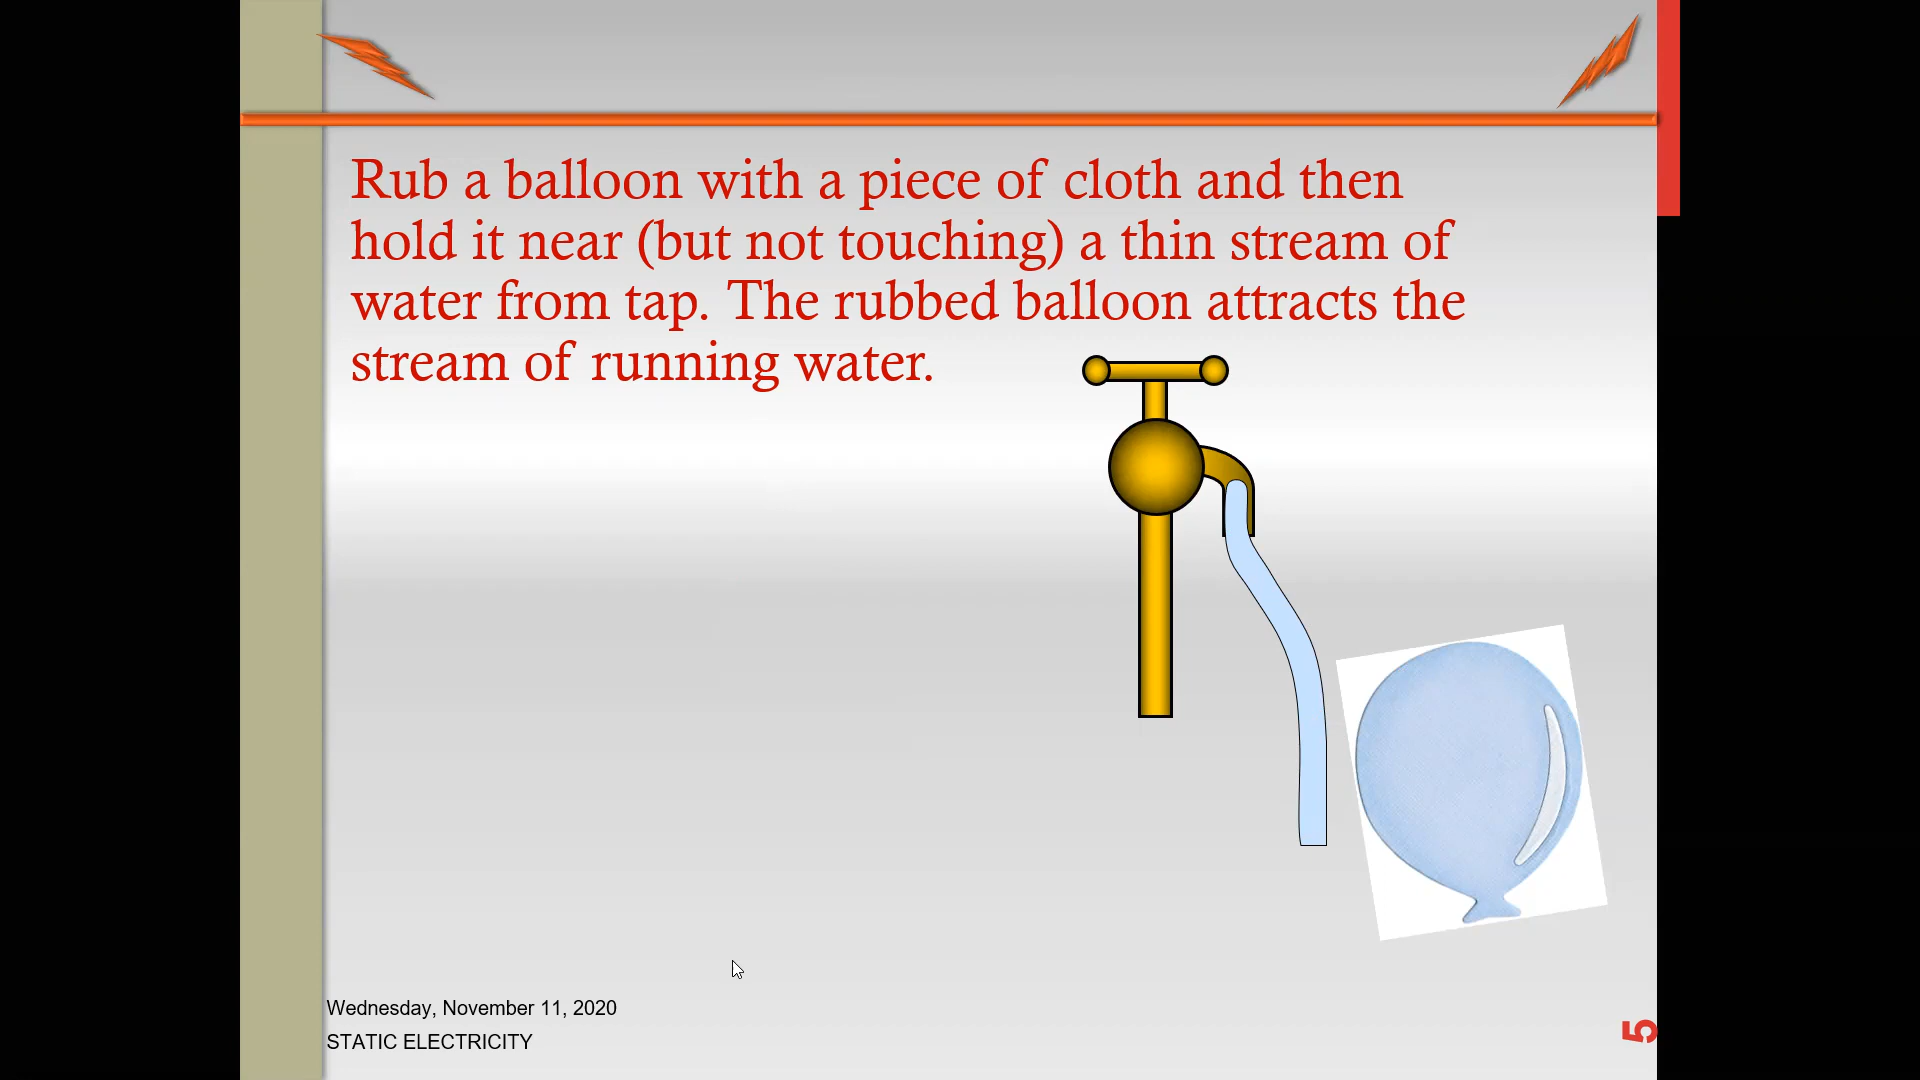 Rub a balloon with a piece of cloth and then
hold it near (but not touching) a thin stream of
water from tap. The rubbed balloon attracts the
stream of running water.
Wednesday, November 11, 2020
STATIC ELECTRICITY
5